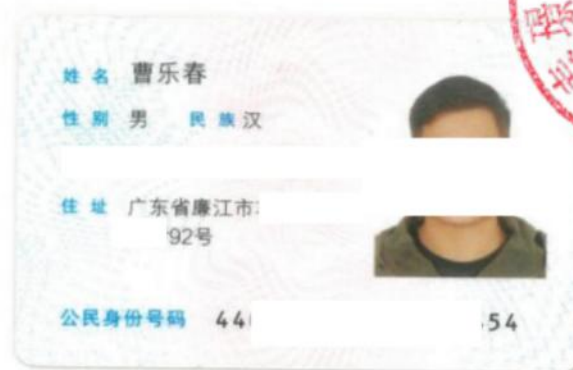 姓名 曹乐春
性别 男 民族 汉
住址 广东省廉江市
92号
公民身份号码 44 54